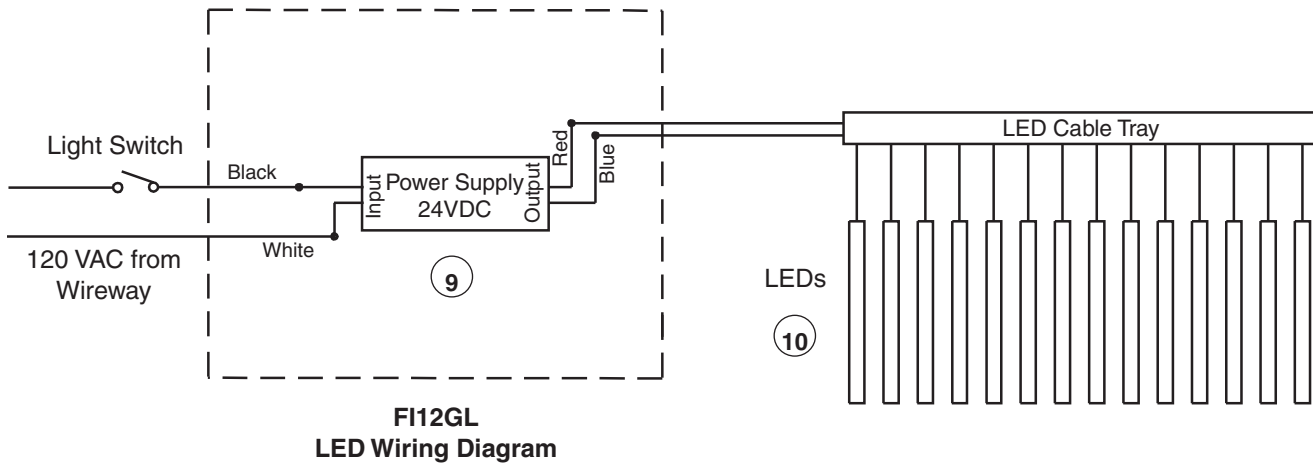 Light Switch
Black
White
120 VAC from
Wireway
Input
Power Supply
24VDC
Output
9
Red
Blue
LED Cable Tray
LEDs
10
FI12GL
LED Wiring Diagram